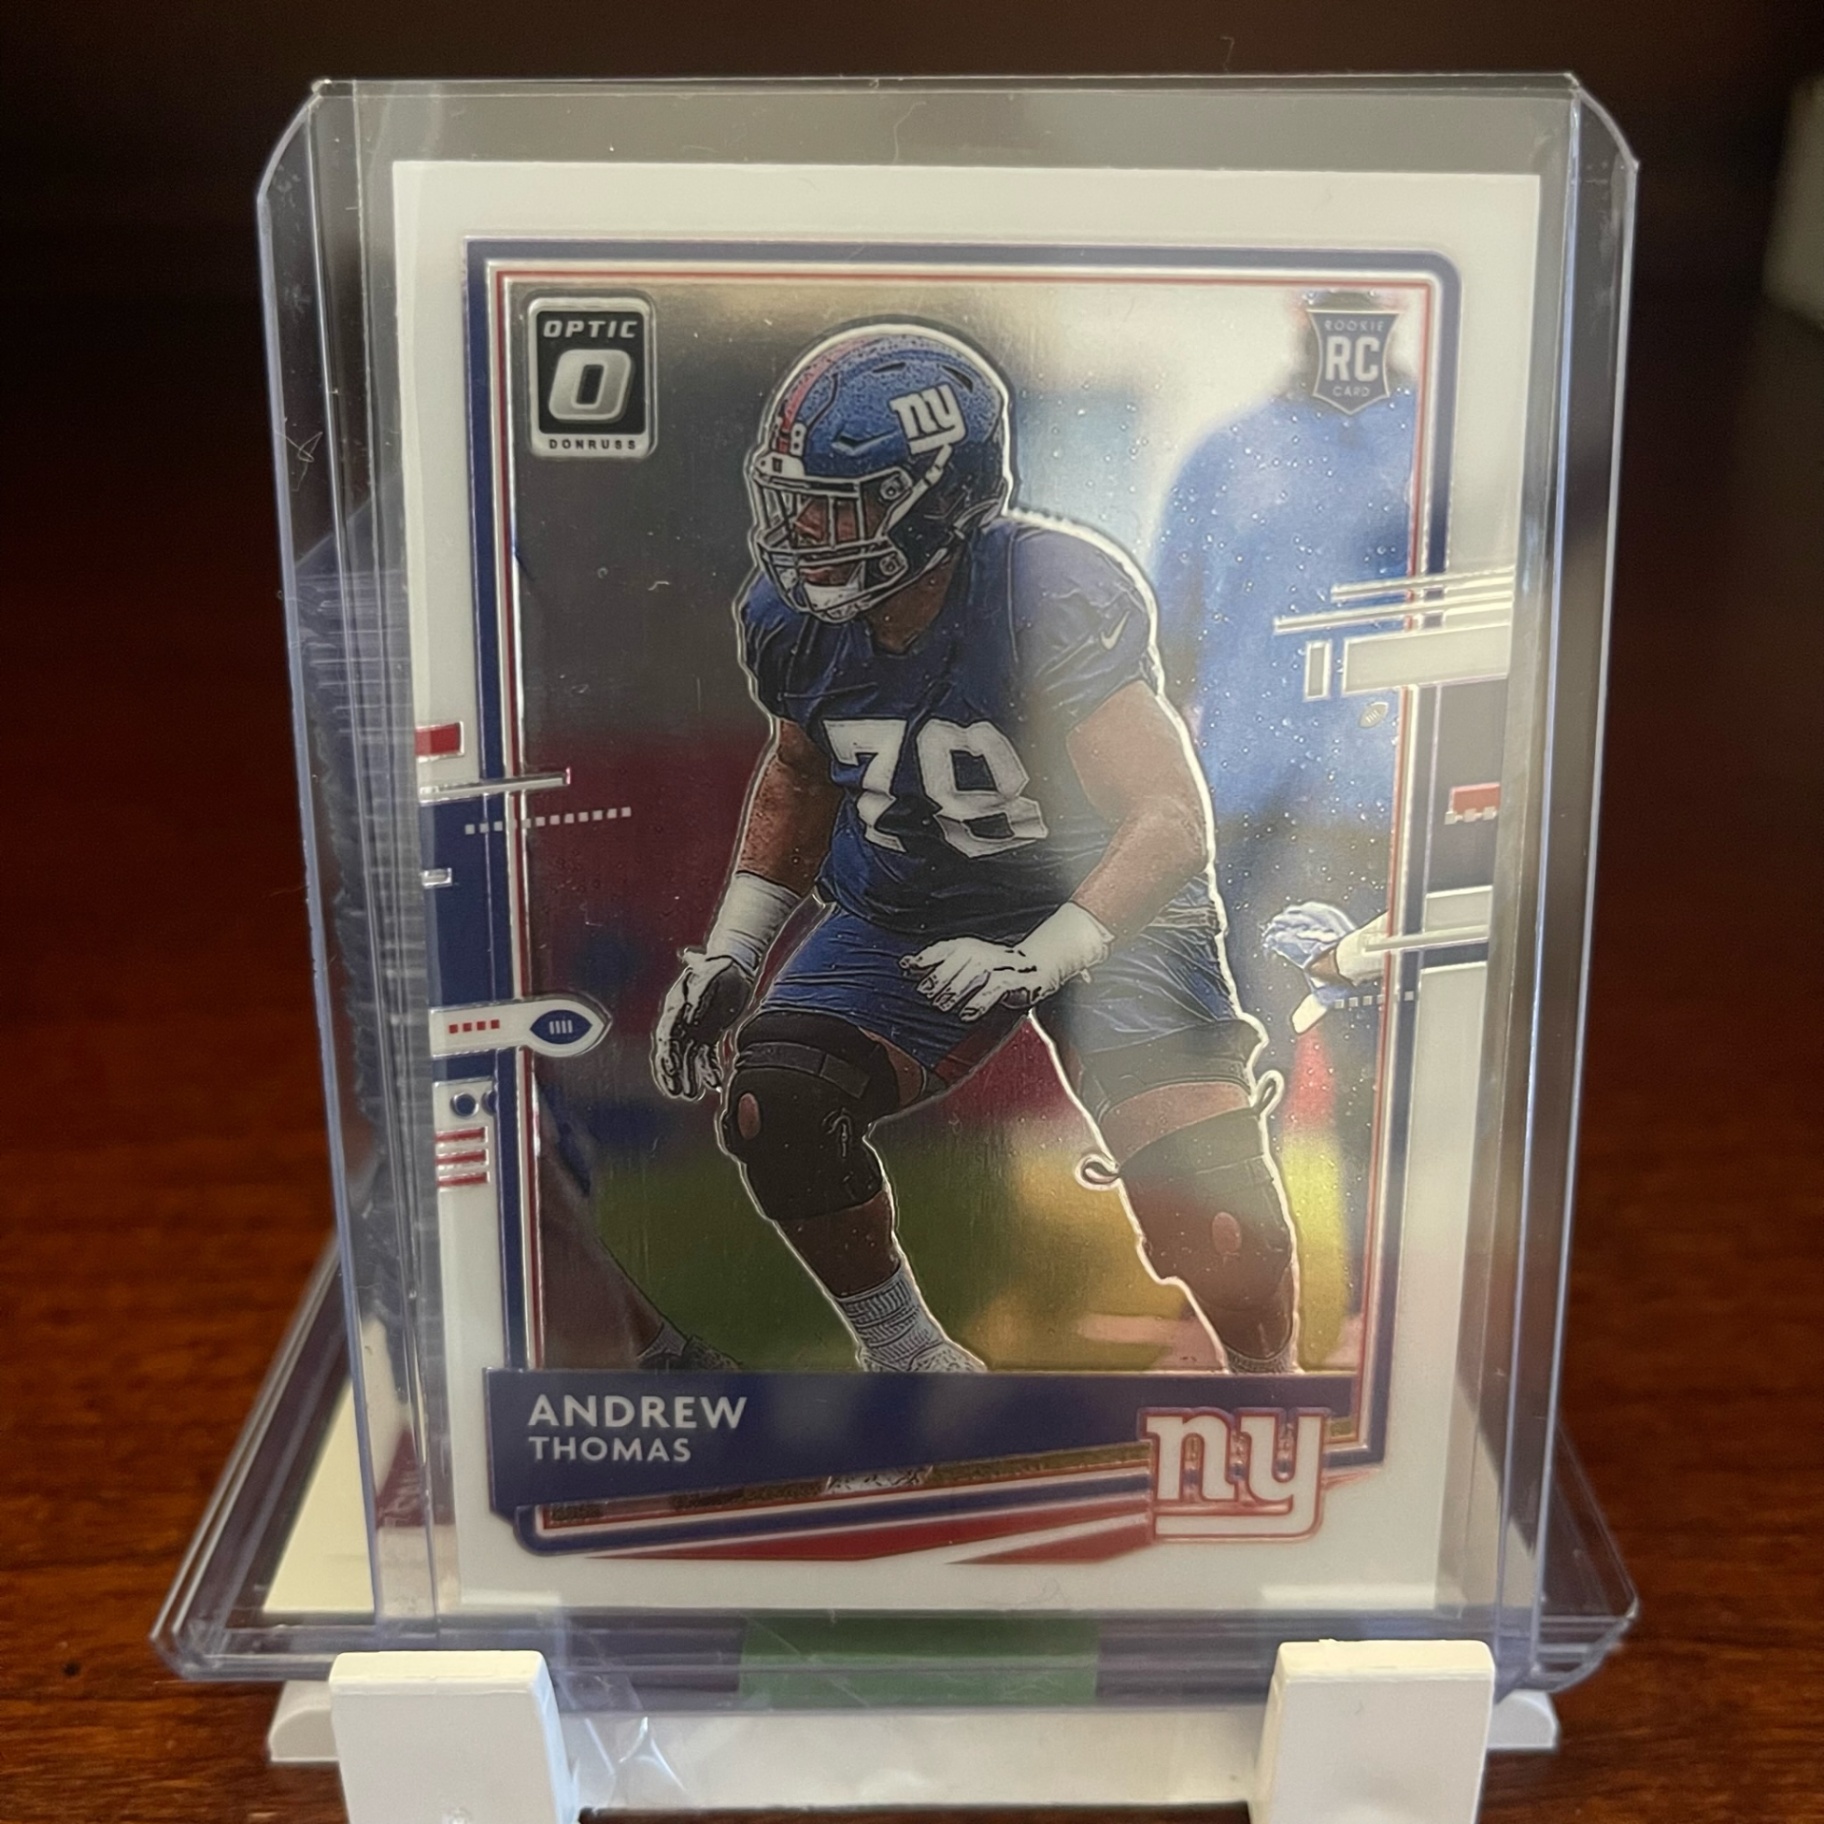 OPTIC
O
DONRUSS
ROOKIE
RC
CARD
ny
78
ANDREW
THOMAS
ny